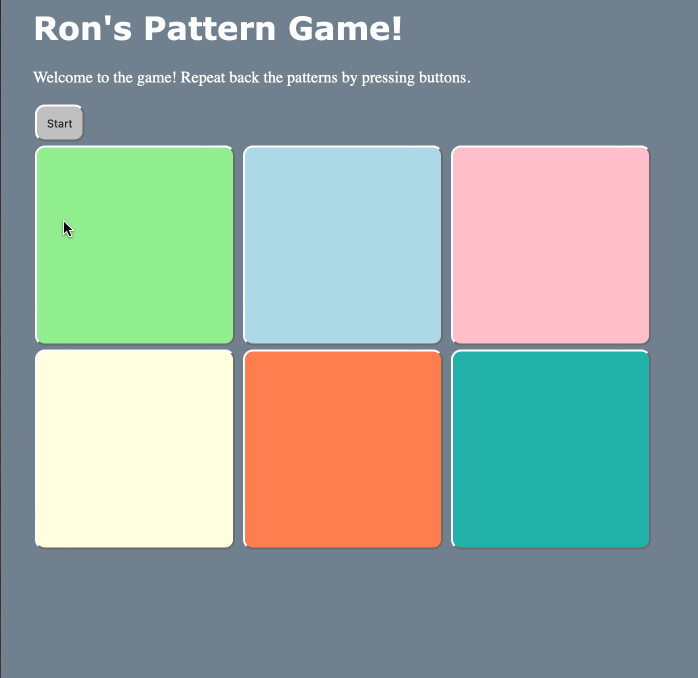 Ron's Pattern Game!
Welcome to the game! Repeat back the patterns by pressing buttons.
Start